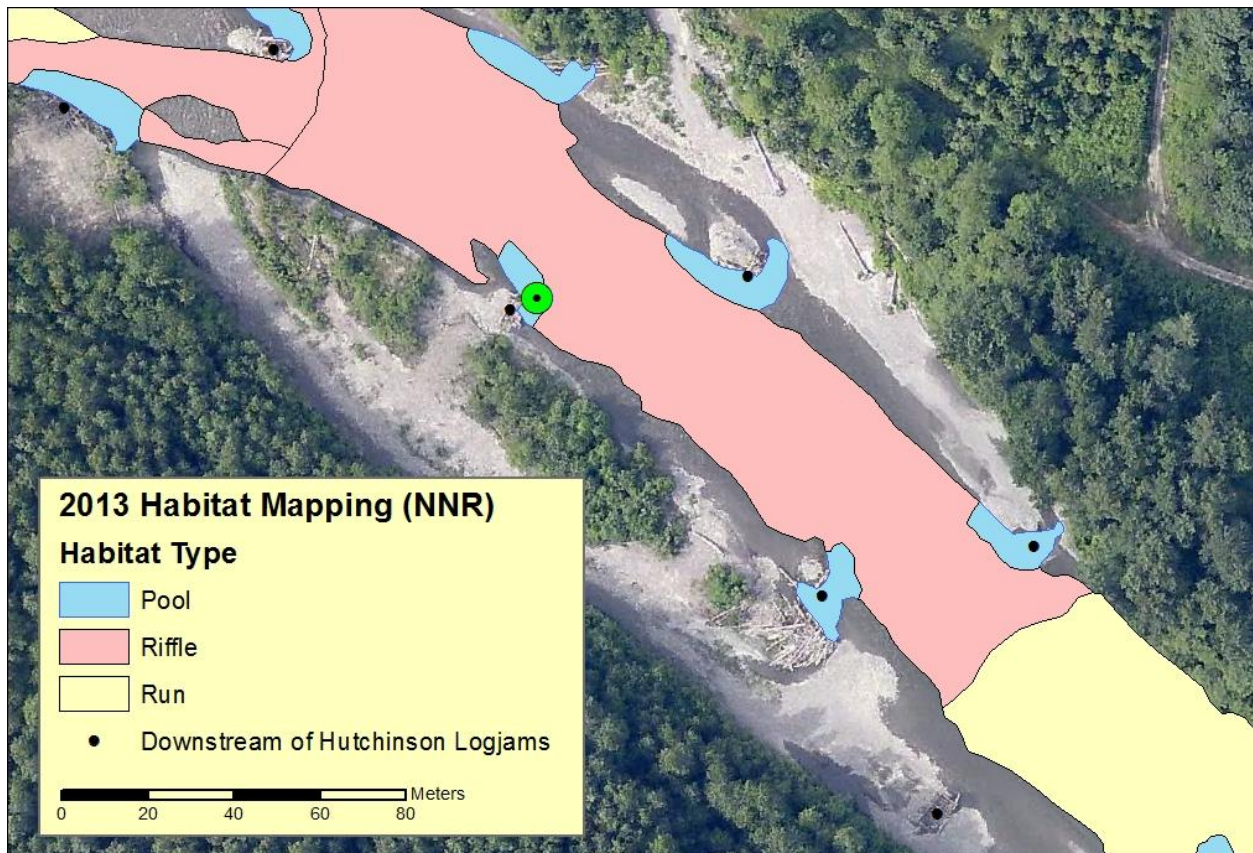 2013 Habitat Mapping (NNR)
Habitat Type
Pool
Riffle
Run
Downstream of Hutchinson Logjams
Meters
0 20 40 60 80